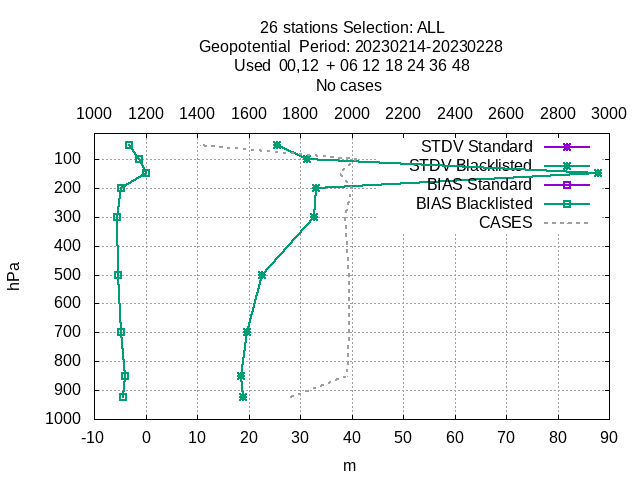 26 stations Selection: ALL
Geopotential  Period: 20230214-20230228
Used  00,12  + 06 12 18 24 36 48
No cases
1000 1200 1400 1600 1800 2000 2200 2400 2600 2800 3000
STDV Standard
STDV Blacklisted
BIAS Standard
BIAS Blacklisted
CASES
100
200
300
400
500
600
700
800
900
1000
hPa
-10 0 10 20 30 40 50 60 70 80 90
m